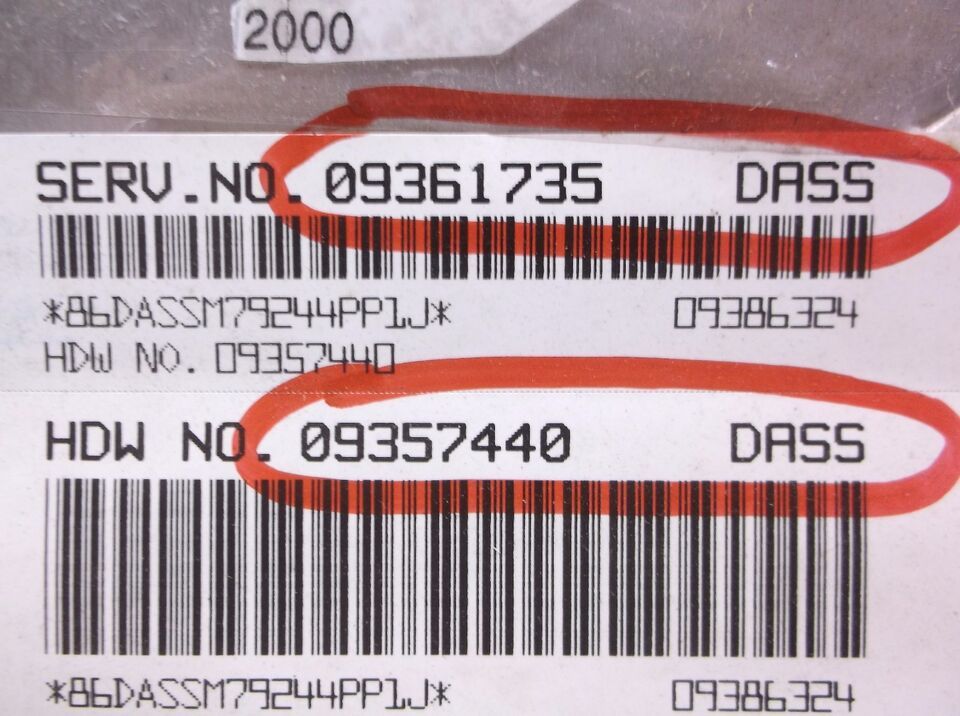 2000
SERV.NO. 09361735 DASS
*86DASSM79244PP1J* 09386324
HDW NO. 09357440
HDW NO. 09357440 DASS
*86DASSM79244PP1J* 09386324